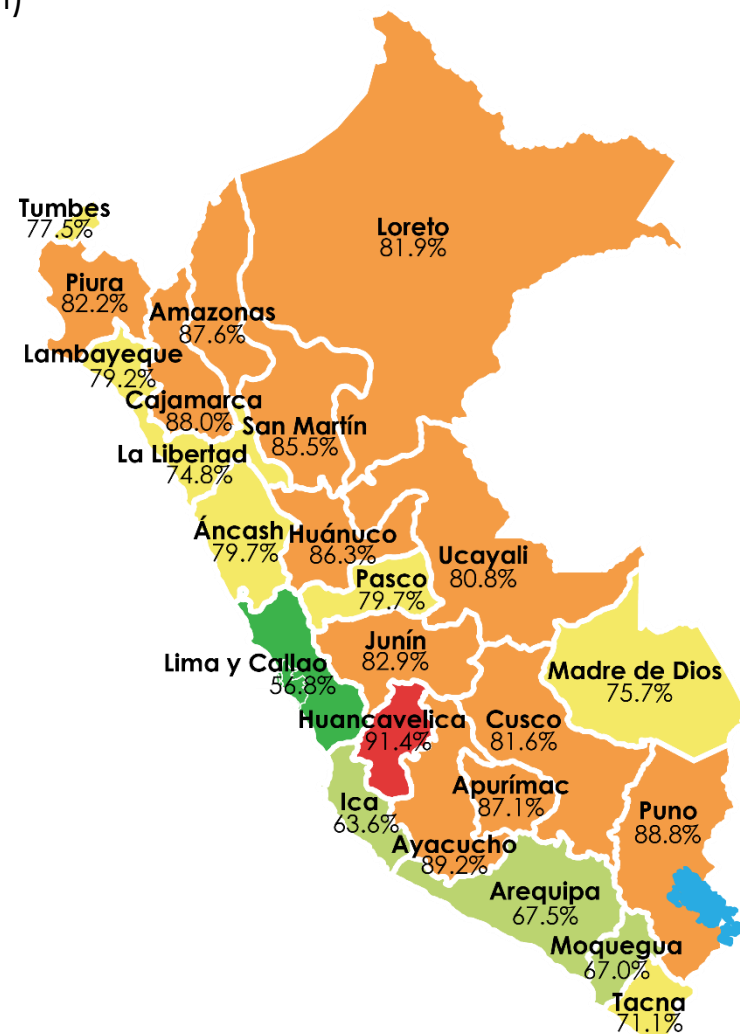 n)
Tumbes
77.5%
Loreto
81.9%
Piura
82.2%
Amazonas
87.6%
Lambayeque
79.2%
Cajamarca
88.0%
San Martín
85.5%
La Libertad
74.8%
Áncash
79.7%
Huánuco
86.3%
Ucayali
80.8%
Pasco
79.7%
Junín
82.9%
Lima y Callao
56.8%
Madre de Dios
75.7%
Huancavelica
91.4%
Cusco
81.6%
Apurímac
87.1%
Ica
63.6%
Puno
88.8%
Ayacucho
89.2%
Arequipa
67.5%
Moquegua
67.0%
Tacna
71.1%